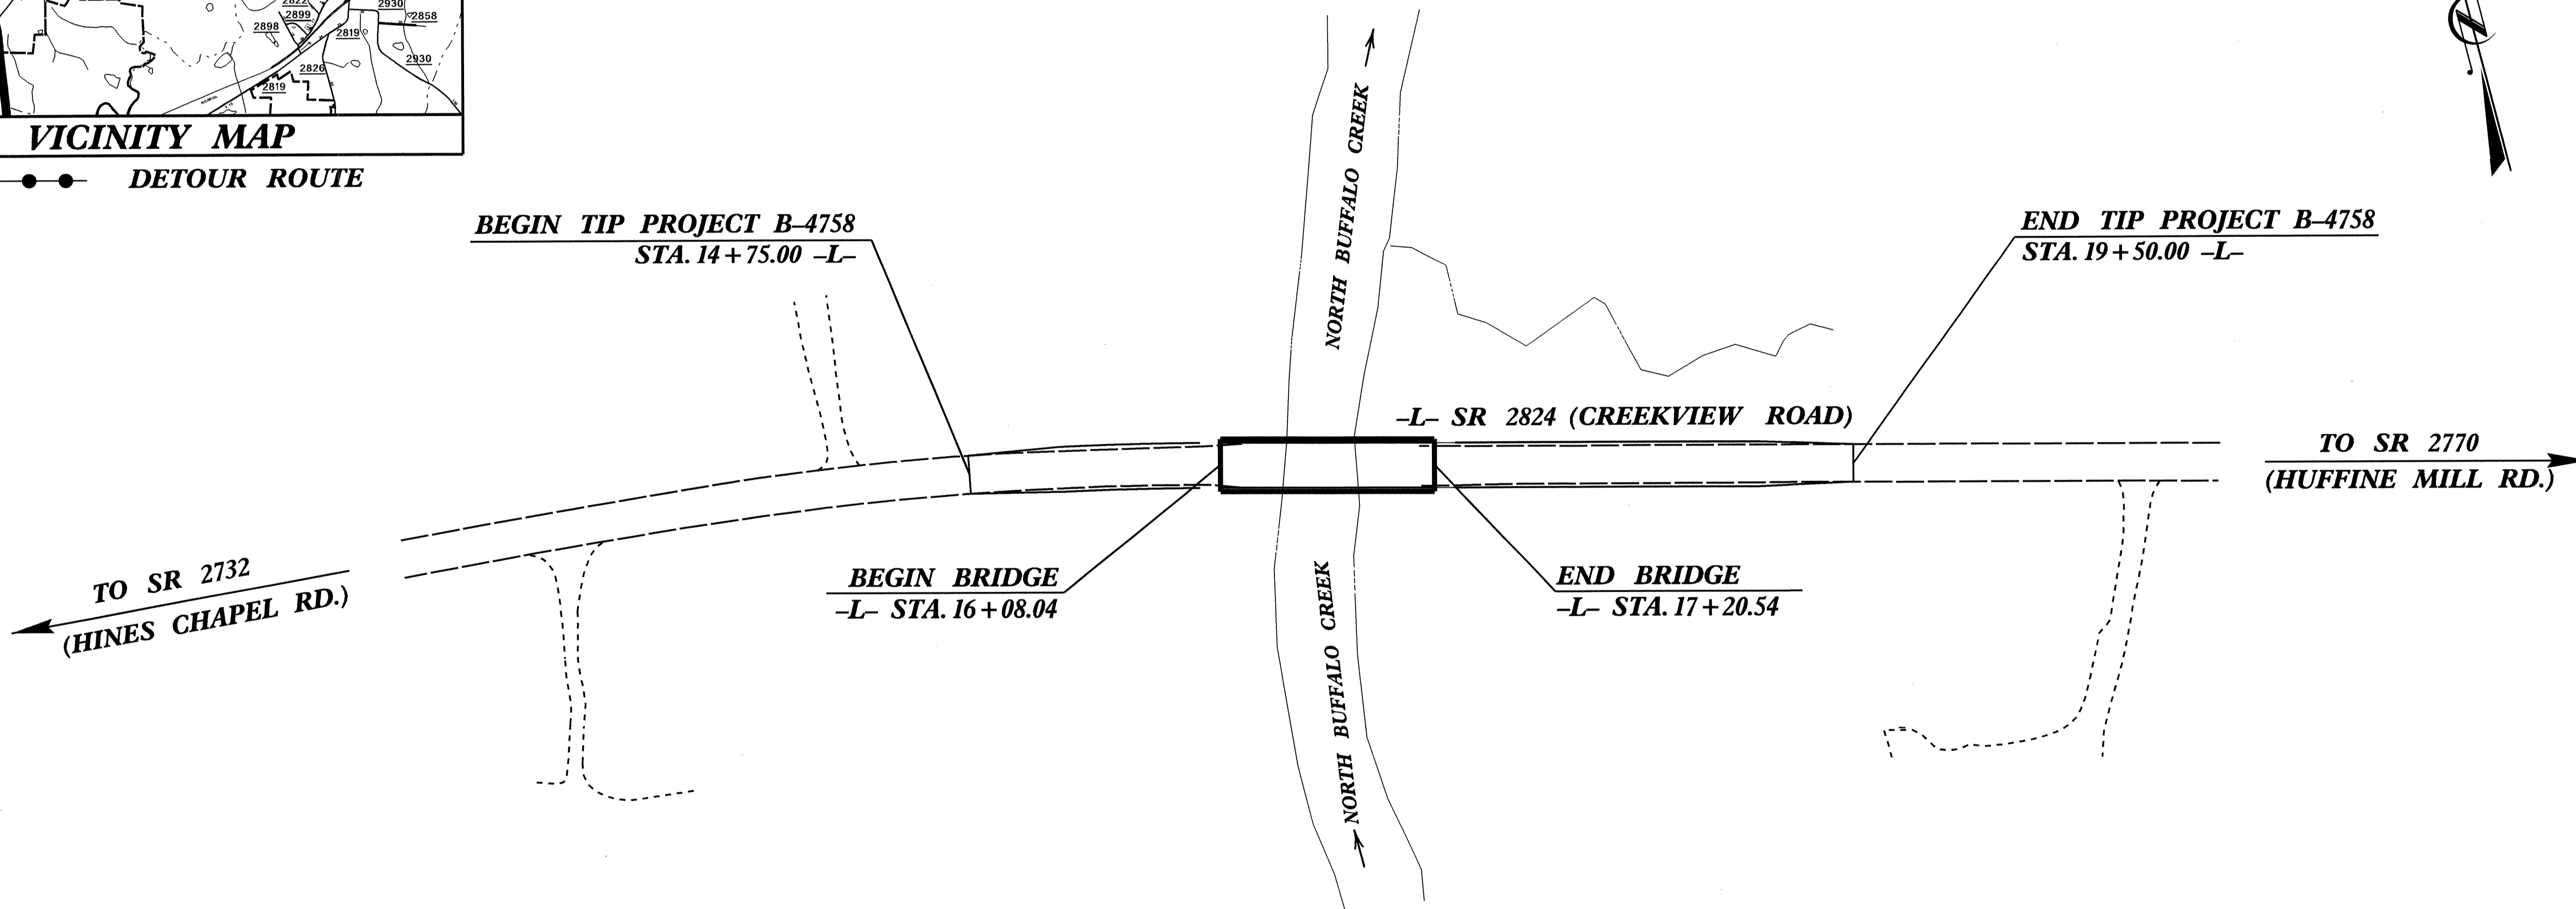 2822
2899
2898
2819
2930
2858
2930
2826
2819
VICINITY MAP
DETOUR ROUTE
BEGIN TIP PROJECT B–4758
STA. 14+75.00 –L–
NORTH BUFFALO CREEK
END TIP PROJECT B–4758
STA. 19+50.00 –L–
–L– SR 2824 (CREEKVIEW ROAD)
TO SR 2770
(HUFFINE MILL RD.)
TO SR 2732
(HINES CHAPEL RD.)
BEGIN BRIDGE
–L– STA. 16+08.04
END BRIDGE
–L– STA. 17+20.54
NORTH BUFFALO CREEK